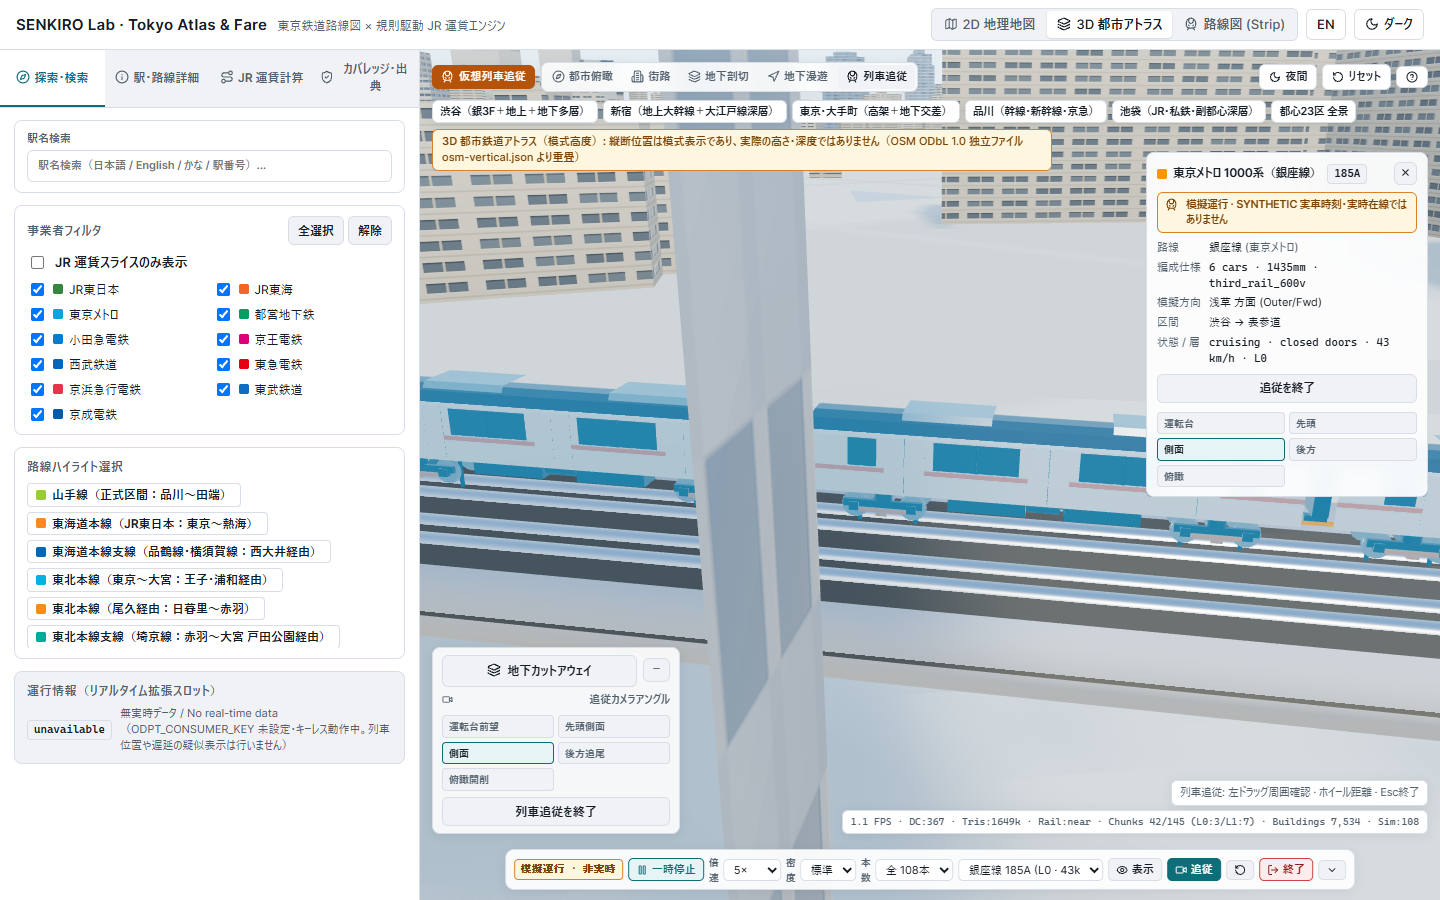 SENKIRO Lab · Tokyo Atlas & Fare 東京鉄道路線図 × 規則駆動 JR 運賃エンジン
2D 地理地図 3D 都市アトラス 路線図 (Strip) EN ダーク
探索・検索 駅・路線詳細 JR 運賃計算 カバレッジ・出典
駅名検索
駅名検索（日本語 / English / かな / 駅番号）...
事業者フィルタ 全選択 解除
JR 運賃スライスのみ表示
JR東日本 JR東海
東京メトロ 都営地下鉄
小田急電鉄 京王電鉄
西武鉄道 東急電鉄
京浜急行電鉄 東武鉄道
京成電鉄
路線ハイライト選択
山手線（正式区間：品川〜田端）
東海道本線（JR東日本：東京〜熱海）
東海道本線支線（品鶴線・横須賀線：西大井経由）
東北本線（東京〜大宮：王子・浦和経由）
東北本線（尾久経由：日暮里〜赤羽）
東北本線支線（埼京線：赤羽〜大宮 戸田公園経由）
運行情報（リアルタイム拡張スロット）
unavailable
無実時データ / No real-time data
（ODPT_CONSUMER_KEY 未設定・キーレス動作中。列車
位置や遅延の疑似表示は行いません）
仮想列車追従 都市俯瞰 街路 地下剖切 地下漫遊 列車追従 夜間 リセット
渋谷（銀3F＋地上＋地下多層） 新宿（地上大幹線＋大江戸線深層） 東京・大手町（高架＋地下交差） 品川（幹線・新幹線・京急） 池袋（JR・私鉄・副都心深層） 都心23区 全景
3D 都市鉄道アトラス（模式高度）：縦断位置は模式表示であり、実際の高さ・深さではありません（OSM ODbL 1.0 独立ファイル
osm-vertical.json より重畳）
東京メトロ 1000系（銀座線） 185A ×
模擬運行 · SYNTHETIC 実車時刻・実時在線では
ありません
路線 銀座線 (東京メトロ)
編成仕様 6 cars · 1435mm ·
third_rail_600v
模擬方向 浅草 方面 (Outer/Fwd)
区間 渋谷 → 表参道
状態 / 層 cruising · closed doors · 43
km/h · L0
追従を終了
運転台 先頭
側面 後方
俯瞰
地下カットアウェイ −
追従カメラアングル
運転台前望 先頭側面
側面 後方追尾
俯瞰開削
列車追従を終了
列車追従: 左ドラッグ周囲確認 · ホイール距離 · Esc終了
1.1 FPS · DC:367 · Tris:1649k · Rail:near · Chunks 42/145 (L0:3/L1:7) · Buildings 7,534 · Sim:108
模擬運行 · 非実時 一時停止 倍速 5× 密度 標準 本数 全 108本 銀座線 185A (L0 · 43k 表示 追従 終了